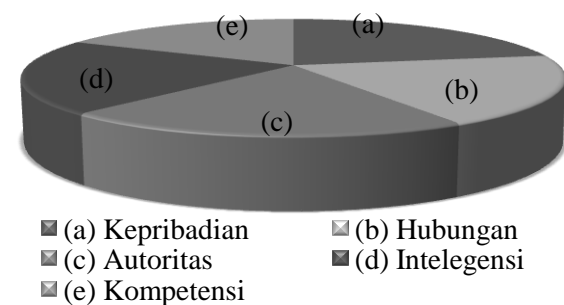 (e) (a)
(d) (b)
(c)
(a) Kepribadian (b) Hubungan
(c) Autoritas (d) Intelegensi
(e) Kompetensi